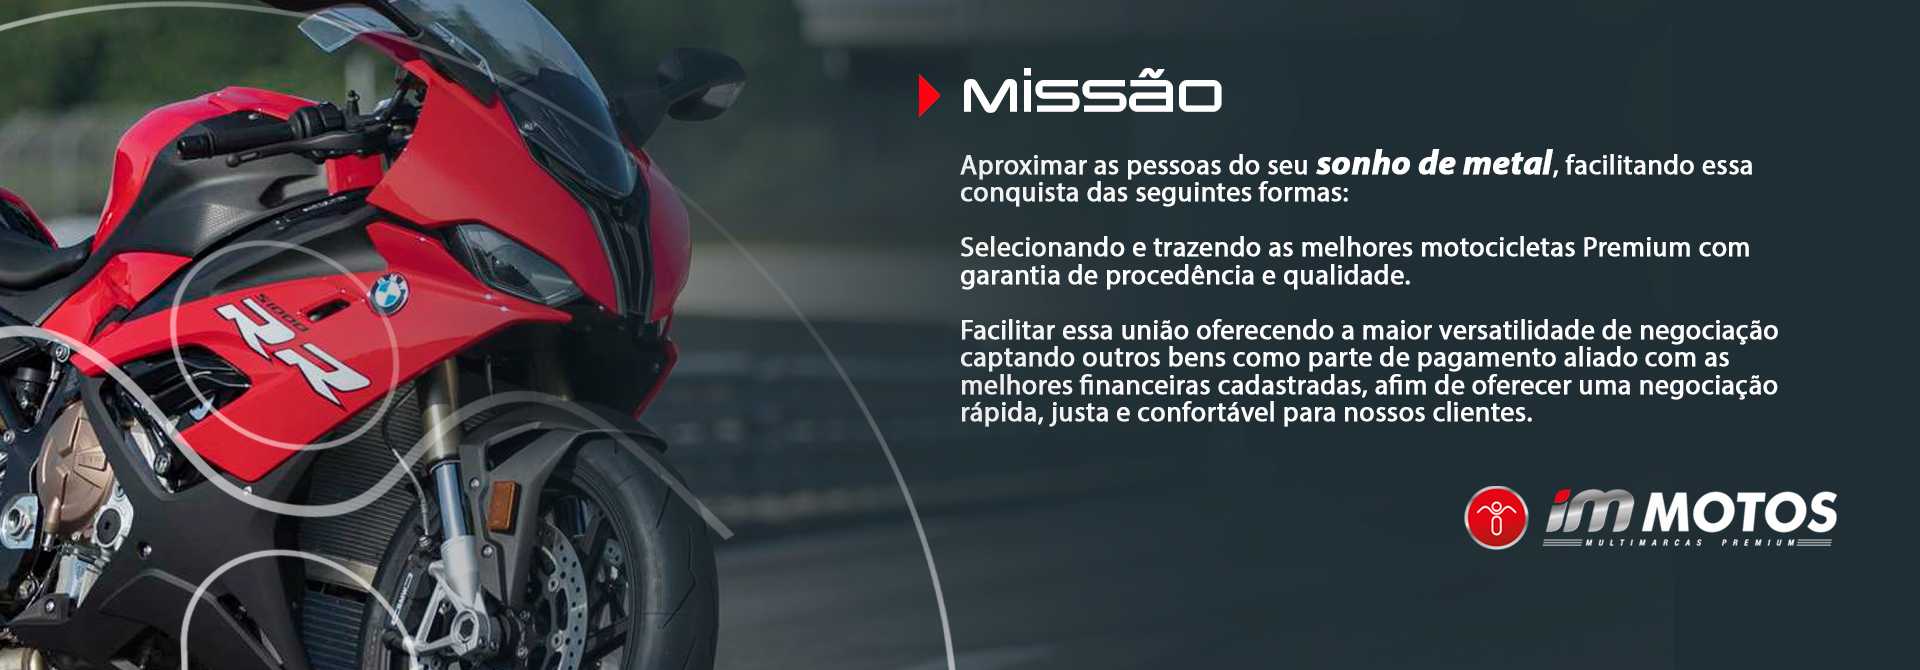 Missão
Aproximar as pessoas do seu sonho de metal, facilitando essa
conquista das seguintes formas:
Selecionando e trazendo as melhores motocicletas Premium com
garantia de procedência e qualidade.
Facilitar essa união oferecendo a maior versatilidade de negociação
captando outros bens como parte de pagamento aliado com as
melhores financeiras cadastradas, afim de oferecer uma negociação
rápida, justa e confortável para nossos clientes.
S1000
RR
BMW
im MOTOS
MULTIMARCAS PREMIUM